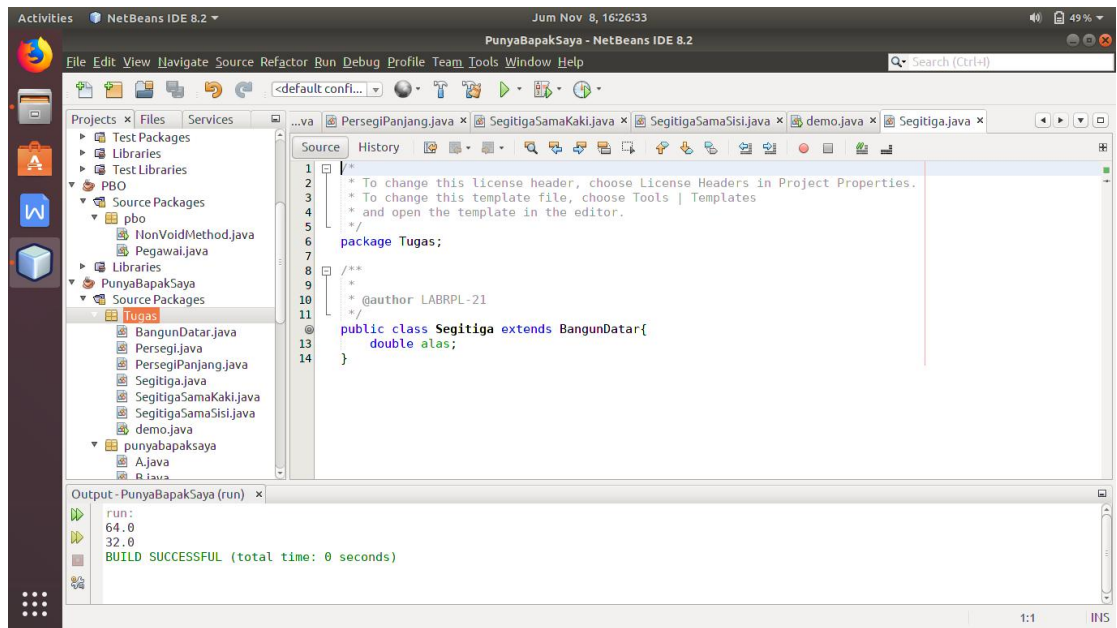 Activities NetBeans IDE 8.2 Jum Nov 8, 16:26:33 49 %
PunyaBapakSaya - NetBeans IDE 8.2
File Edit View Navigate Source Refactor Run Debug Profile Team Tools Window Help Search (Ctrl+I)
<default confi...
Projects Files Services
Test Packages
Libraries
Test Libraries
PBO
Source Packages
pbo
NonVoidMethod.java
Pegawai.java
Libraries
PunyaBapakSaya
Source Packages
Tugas
BangunDatar.java
Persegi.java
PersegiPanjang.java
Segitiga.java
SegitigaSamaKaki.java
SegitigaSamaSisi.java
demo.java
punyabapaksaya
A.java
B.java
...va PersegiPanjang.java SegitigaSamaKaki.java SegitigaSamaSisi.java demo.java Segitiga.java
Source History
1 /*
2 * To change this license header, choose License Headers in Project Properties.
3 * To change this template file, choose Tools | Templates
4 * and open the template in the editor.
5 */
6 package Tugas;
7
8 /**
9 *
10 * @author LABRPL-21
11 */
public class Segitiga extends BangunDatar{
13 double alas;
14 }
Output - PunyaBapakSaya (run)
run:
64.0
32.0
BUILD SUCCESSFUL (total time: 0 seconds)
1:1 INS